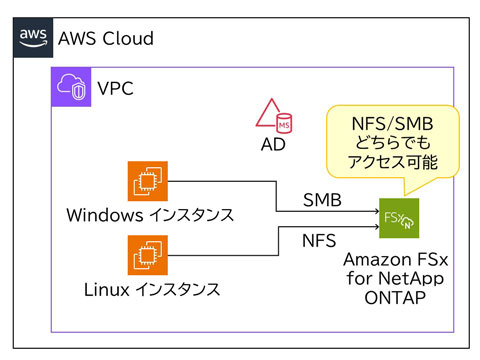 aws
AWS Cloud
VPC
MS
AD
NFS/SMB
どちらでも
アクセス可能
Windows インスタンス
SMB
FSx
N
NFS
Linux インスタンス
Amazon FSx
for NetApp
ONTAP